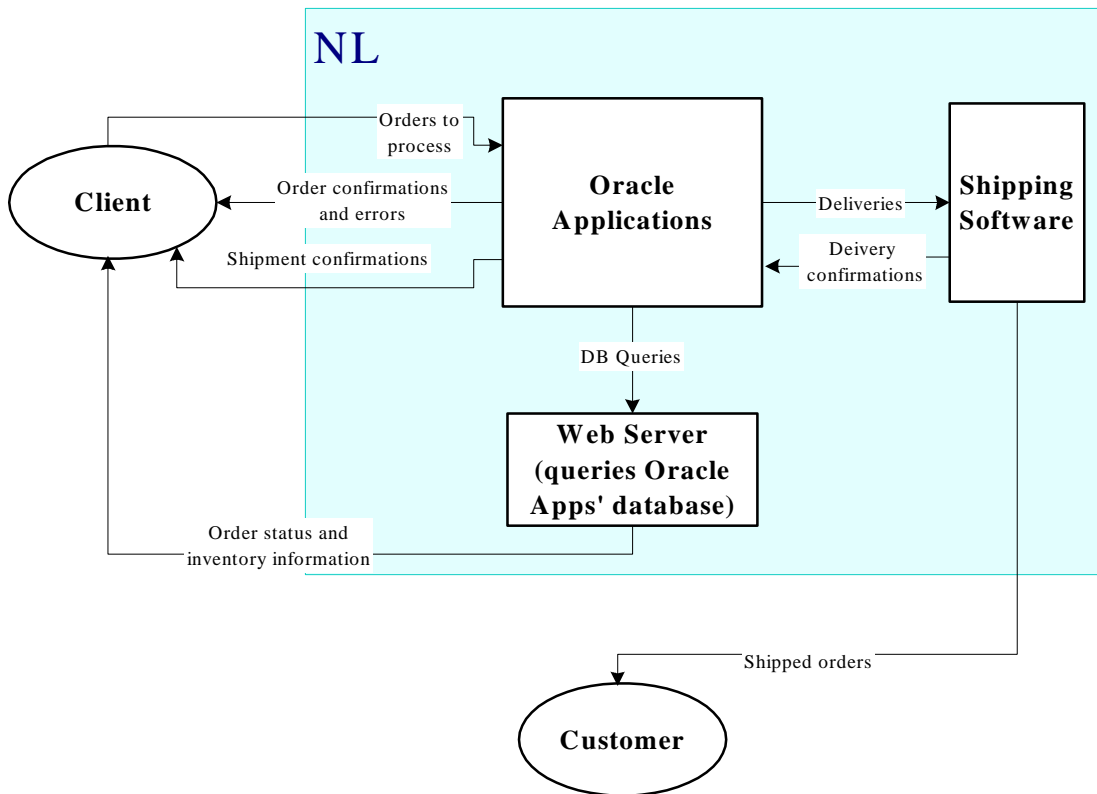 NL
Orders to
process
Client
Order confirmations
and errors
Shipment confirmations
Oracle
Applications
Deliveries
Deivery
confirmations
Shipping
Software
DB Queries
Web Server
(queries Oracle
Apps' database)
Order status and
inventory information
Shipped orders
Customer